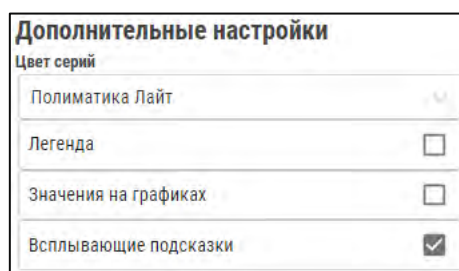 Дополнительные настройки
Цвет серий
Полиматика Лайт
Легенда
Значения на графиках
Всплывающие подсказки